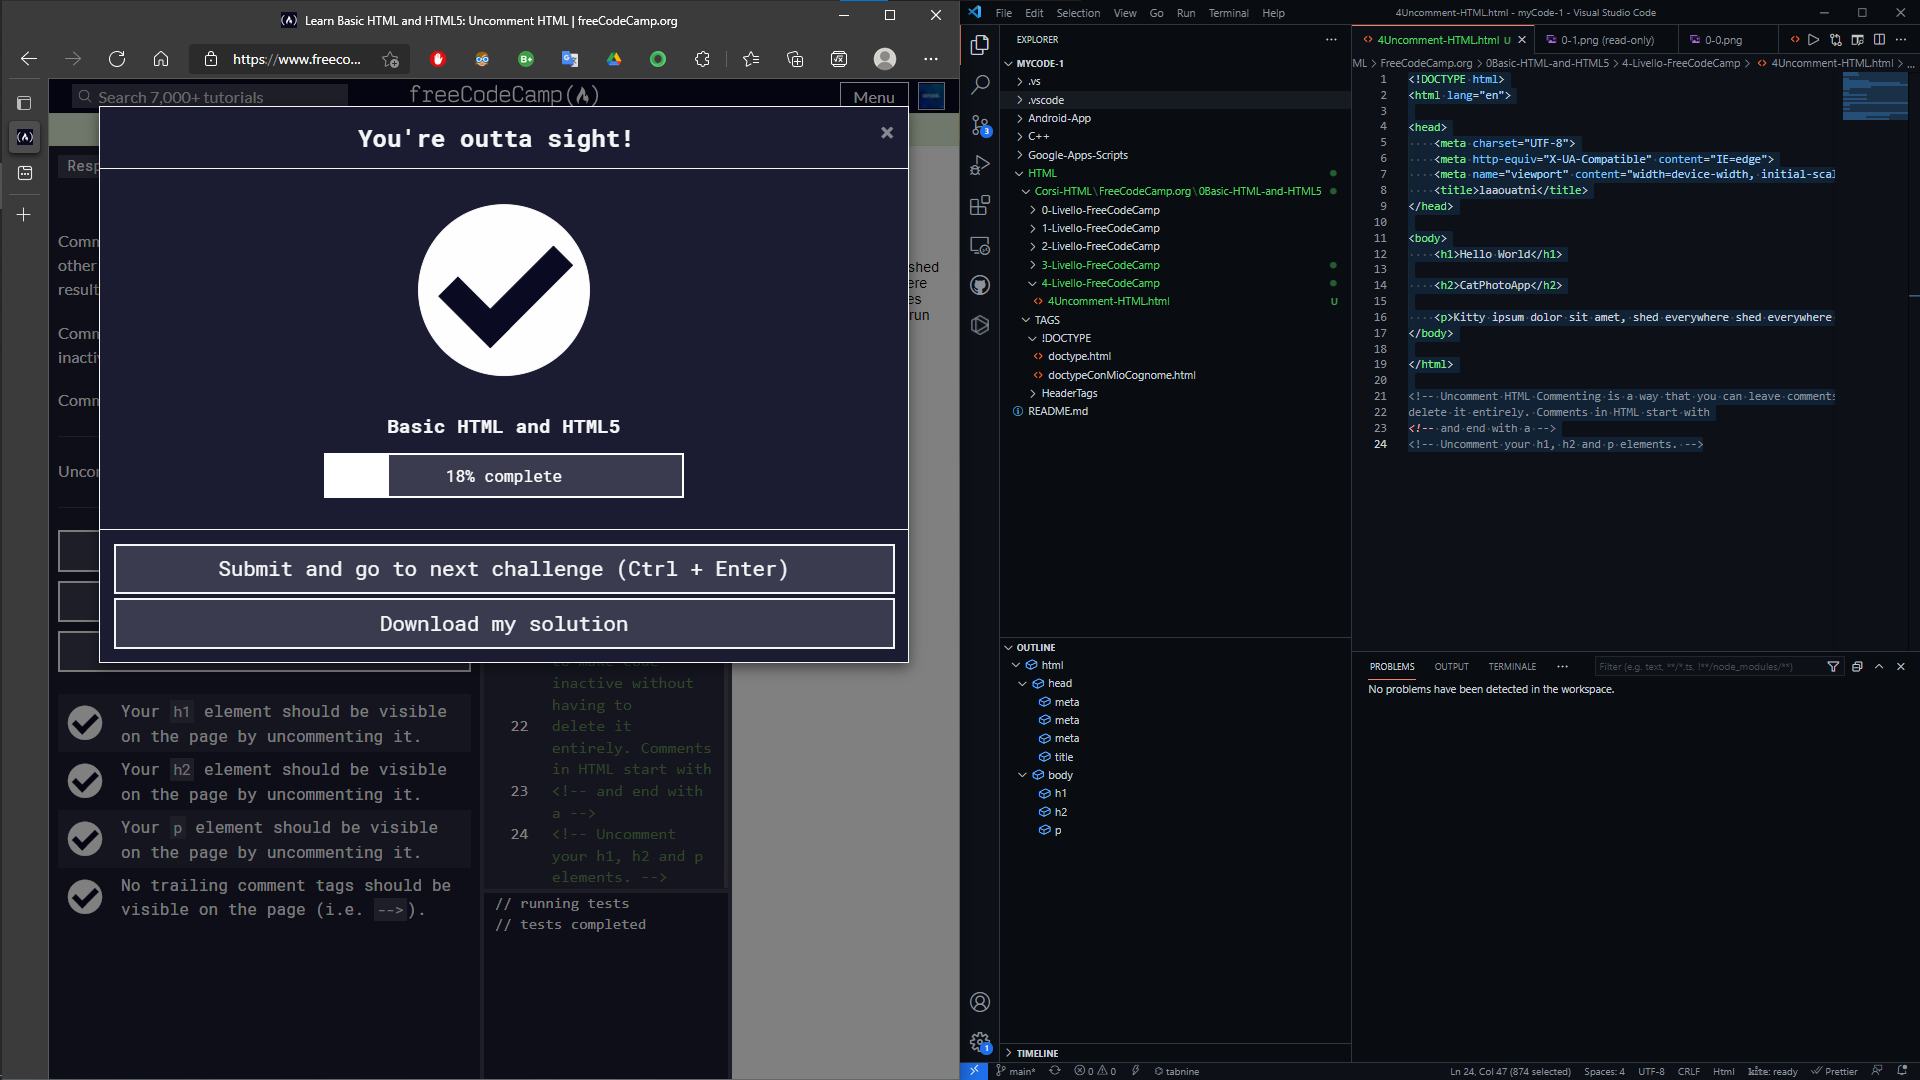 Learn Basic HTML and HTML5: Uncomment HTML | freeCodeCamp.org
https://www.freeco...
Search 7,000+ tutorials
freeCodeCamp
Menu
You're outta sight!
Resp
Comm
other
result
Comm
inacti
Comm
Uncor
shed
ere
es
run
Basic HTML and HTML5
18% complete
Submit and go to next challenge (Ctrl + Enter)
Download my solution
Your h1 element should be visible
on the page by uncommenting it.
Your h2 element should be visible
on the page by uncommenting it.
Your p element should be visible
on the page by uncommenting it.
No trailing comment tags should be
visible on the page (i.e. -->).
to make code
inactive without
having to
22 delete it
entirely. Comments
in HTML start with
23 <!-- and end with
a -->
24 <!-- Uncomment
your h1, h2 and p
elements. -->
// running tests
// tests completed
File Edit Selection View Go Run Terminal Help
4Uncomment-HTML.html - myCode-1 - Visual Studio Code
EXPLORER
MYCODE-1
.vs
.vscode
Android-App
C++
Google-Apps-Scripts
HTML
Corsi-HTML\FreeCodeCamp.org\0Basic-HTML-and-HTML5
0-Livello-FreeCodeCamp
1-Livello-FreeCodeCamp
2-Livello-FreeCodeCamp
3-Livello-FreeCodeCamp
4-Livello-FreeCodeCamp
4Uncomment-HTML.html U
TAGS
!DOCTYPE
doctype.html
doctypeConMioCognome.html
HeaderTags
README.md
OUTLINE
html
head
meta
meta
meta
title
body
h1
h2
p
TIMELINE
4Uncomment-HTML.html U
0-1.png (read-only)
0-0.png
ML > FreeCodeCamp.org > 0Basic-HTML-and-HTML5 > 4-Livello-FreeCodeCamp > 4Uncomment-HTML.html > ...
1 <!DOCTYPE html>
2 <html lang="en">
3
4 <head>
5 <meta charset="UTF-8">
6 <meta http-equiv="X-UA-Compatible" content="IE=edge">
7 <meta name="viewport" content="width=device-width, initial-scal
8 <title>laaouatni</title>
9 </head>
10
11 <body>
12 <h1>Hello World</h1>
13
14 <h2>CatPhotoApp</h2>
15
16 <p>Kitty ipsum dolor sit amet, shed everywhere shed everywhere
17 </body>
18
19 </html>
20
21 <!-- Uncomment HTML Commenting is a way that you can leave comments
22 delete it entirely. Comments in HTML start with
23 <!-- and end with a -->
24 <!-- Uncomment your h1, h2 and p elements. -->
PROBLEMS OUTPUT TERMINALE
Filter (e.g. text, **/*.ts, !**/node_modules/**)
No problems have been detected in the workspace.
3
1
main* 0 0 tabnine
Ln 24, Col 47 (874 selected) Spaces: 4 UTF-8 CRLF Html kite: ready Prettier